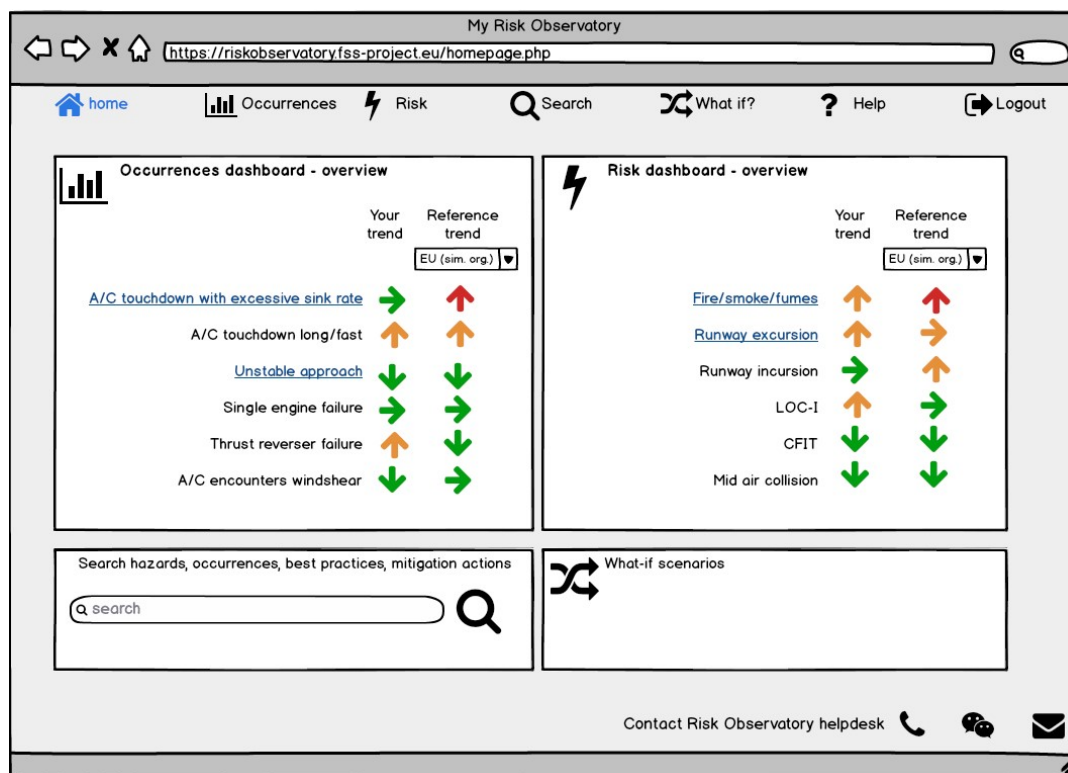 My Risk Observatory
https://riskobservatory.fss-project.eu/homepage.php
home Occurrences Risk Search What if? Help Logout
Occurrences dashboard - overview
Your trend
Reference trend
EU (sim. org.)
A/C touchdown with excessive sink rate
A/C touchdown long/fast
Unstable approach
Single engine failure
Thrust reverser failure
A/C encounters windshear
Risk dashboard - overview
Your trend
Reference trend
EU (sim. org.)
Fire/smoke/fumes
Runway excursion
Runway incursion
LOC-I
CFIT
Mid air collision
Search hazards, occurrences, best practices, mitigation actions
search
What-if scenarios
Contact Risk Observatory helpdesk